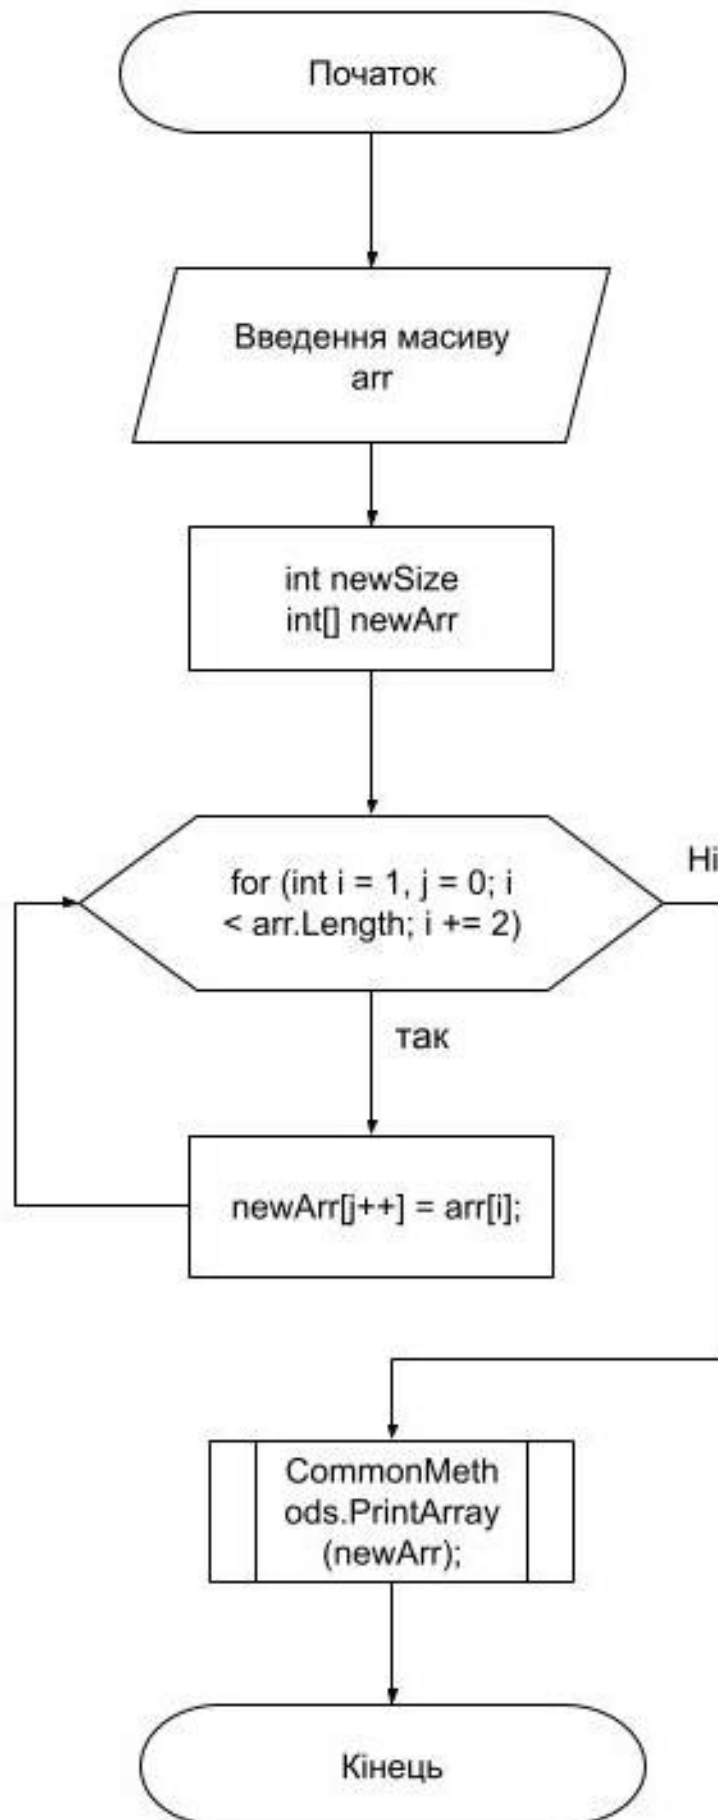 Початок
Введення масиву
arr
int newSize
int[] newArr
for (int i = 1, j = 0; i
< arr.Length; i += 2)
Ні
так
newArr[j++] = arr[i];
CommonMeth
ods.PrintArray
(newArr);
Кінець